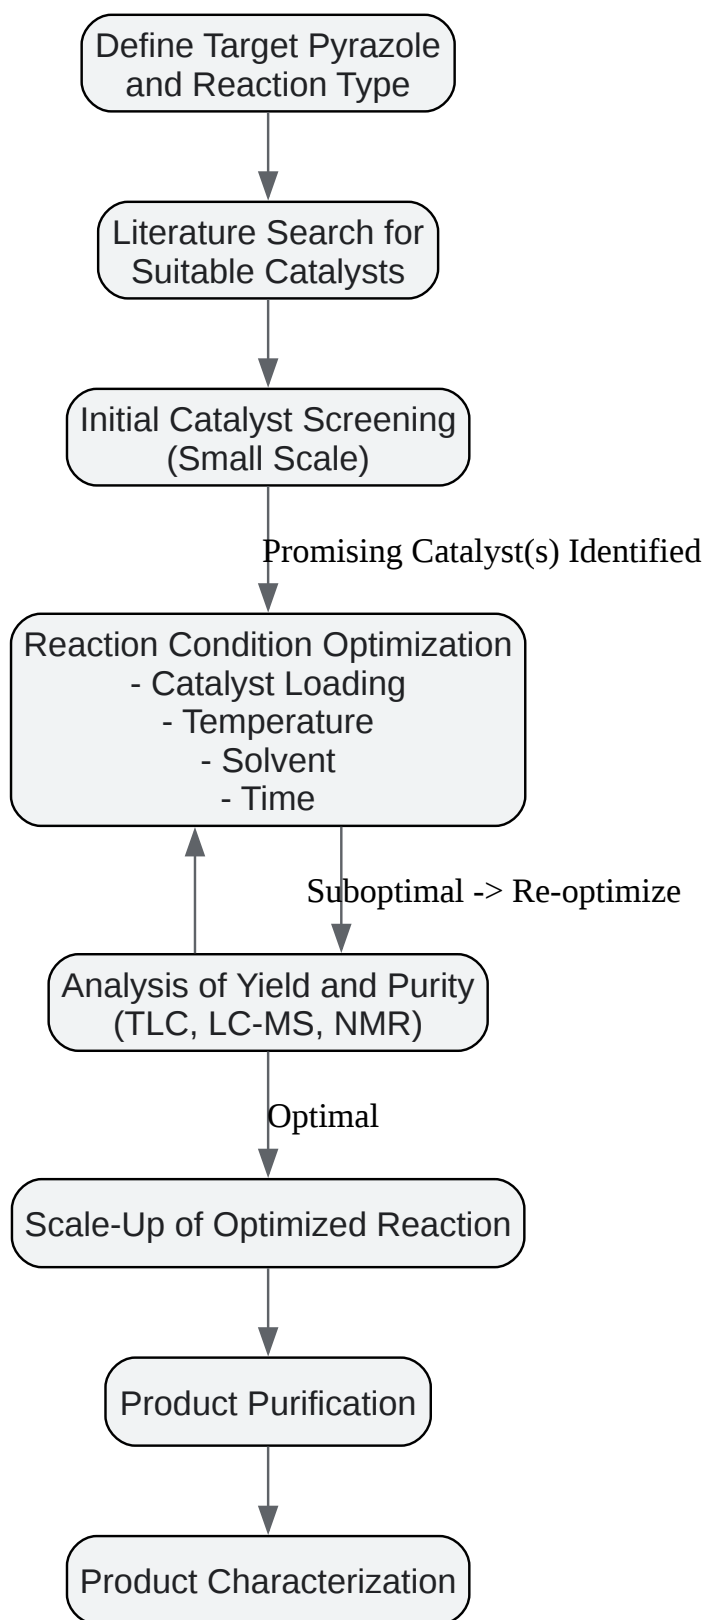 Define Target Pyrazole
and Reaction Type
Literature Search for
Suitable Catalysts
Initial Catalyst Screening
(Small Scale)
Promising Catalyst(s) Identified
Reaction Condition Optimization
- Catalyst Loading
- Temperature
- Solvent
- Time
Suboptimal -> Re-optimize
Analysis of Yield and Purity
(TLC, LC-MS, NMR)
Optimal
Scale-Up of Optimized Reaction
Product Purification
Product Characterization